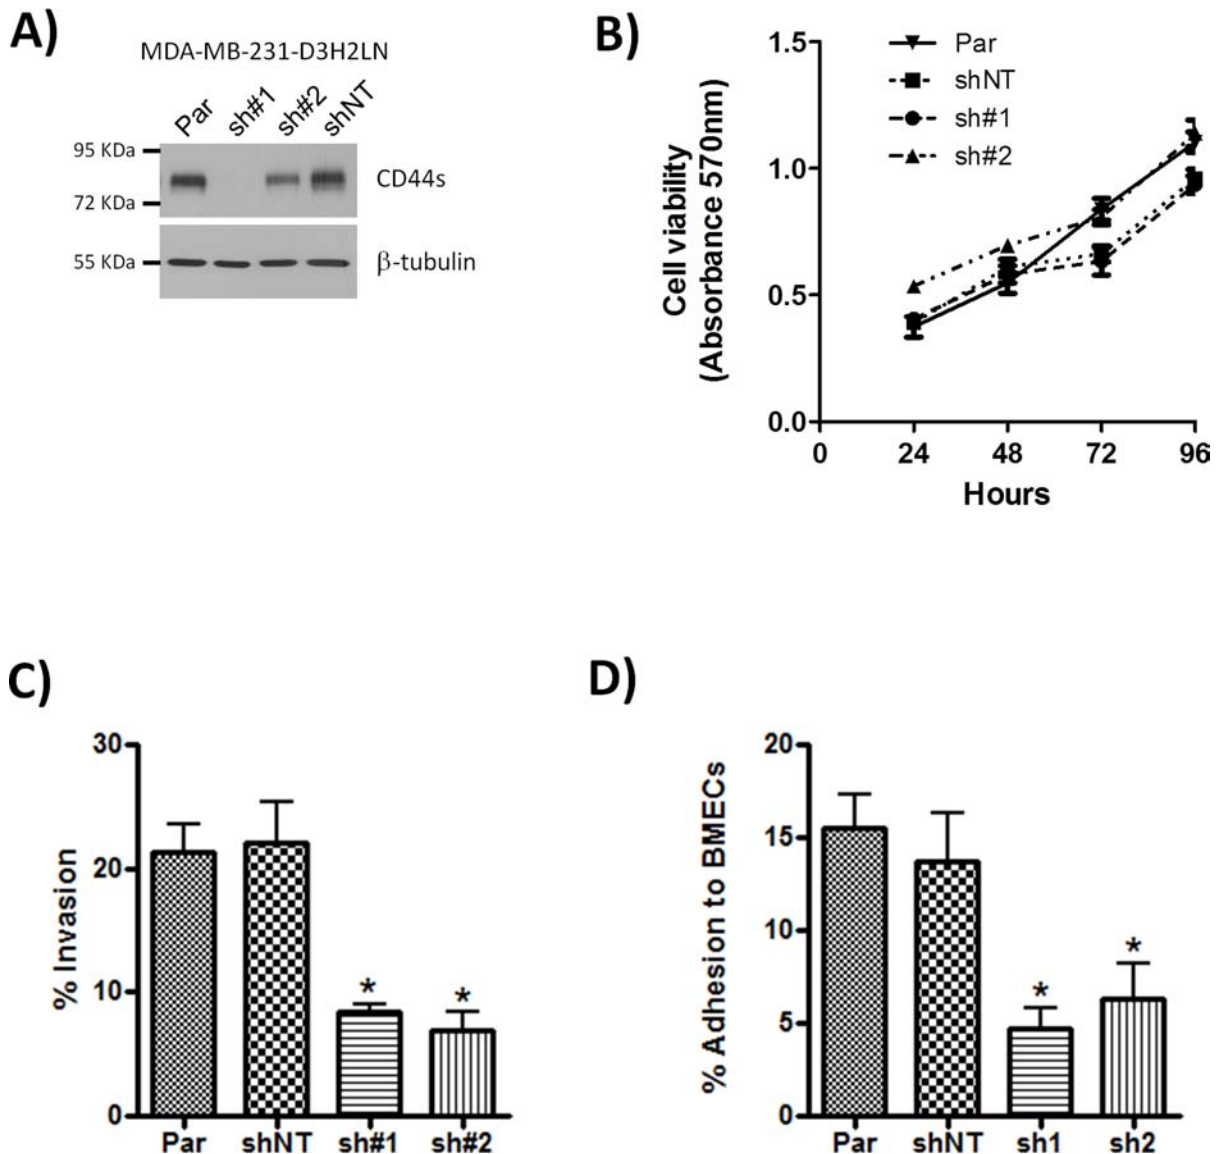 A)
MDA-MB-231-D3H2LN
Par sh#1 sh#2 shNT
95 KDa
CD44s
72 KDa
55 KDa
β-tubulin
B)
Cell viability
(Absorbance 570nm)
1.5
1.0
0.5
0.0
Par
shNT
sh#1
sh#2
0 24 48 72 96
Hours
C)
% Invasion
30
20
10
0
Par shNT sh#1 sh#2
* *
D)
% Adhesion to BMECs
20
15
10
5
0
Par shNT sh1 sh2
* *